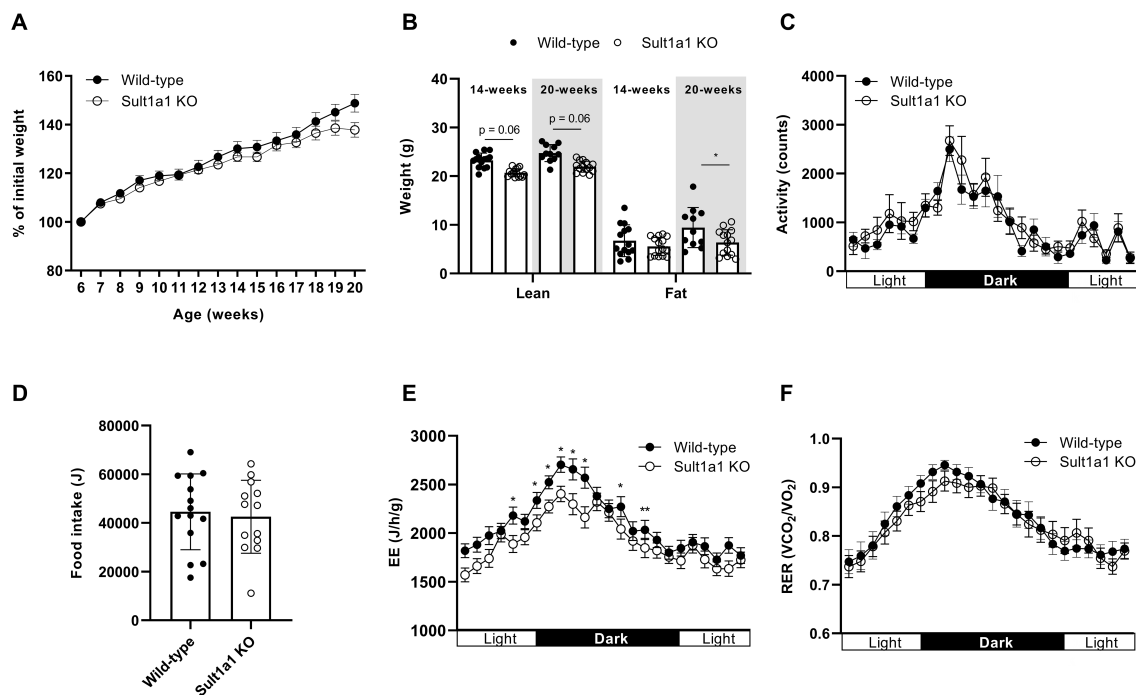 A
Wild-type
Sult1a1 KO
% of initial weight
160
140
120
100
80
6 7 8 9 10 11 12 13 14 15 16 17 18 19 20
Age (weeks)
B
Wild-type Sult1a1 KO
Weight (g)
40
30
20
10
0
14-weeks 20-weeks 14-weeks 20-weeks
p = 0.06
p = 0.06
*
Lean Fat
C
Wild-type
Sult1a1 KO
Activity (counts)
4000
3000
2000
1000
0
Light Dark Light
D
Food intake (J)
80000
60000
40000
20000
0
Wild-type
Sult1a1 KO
E
Wild-type
Sult1a1 KO
EE (J/h/g)
3000
2500
2000
1500
1000
* * * * * * * **
Light Dark Light
F
Wild-type
Sult1a1 KO
RER (VCO2/VO2)
1.0
0.9
0.8
0.7
0.6
Light Dark Light